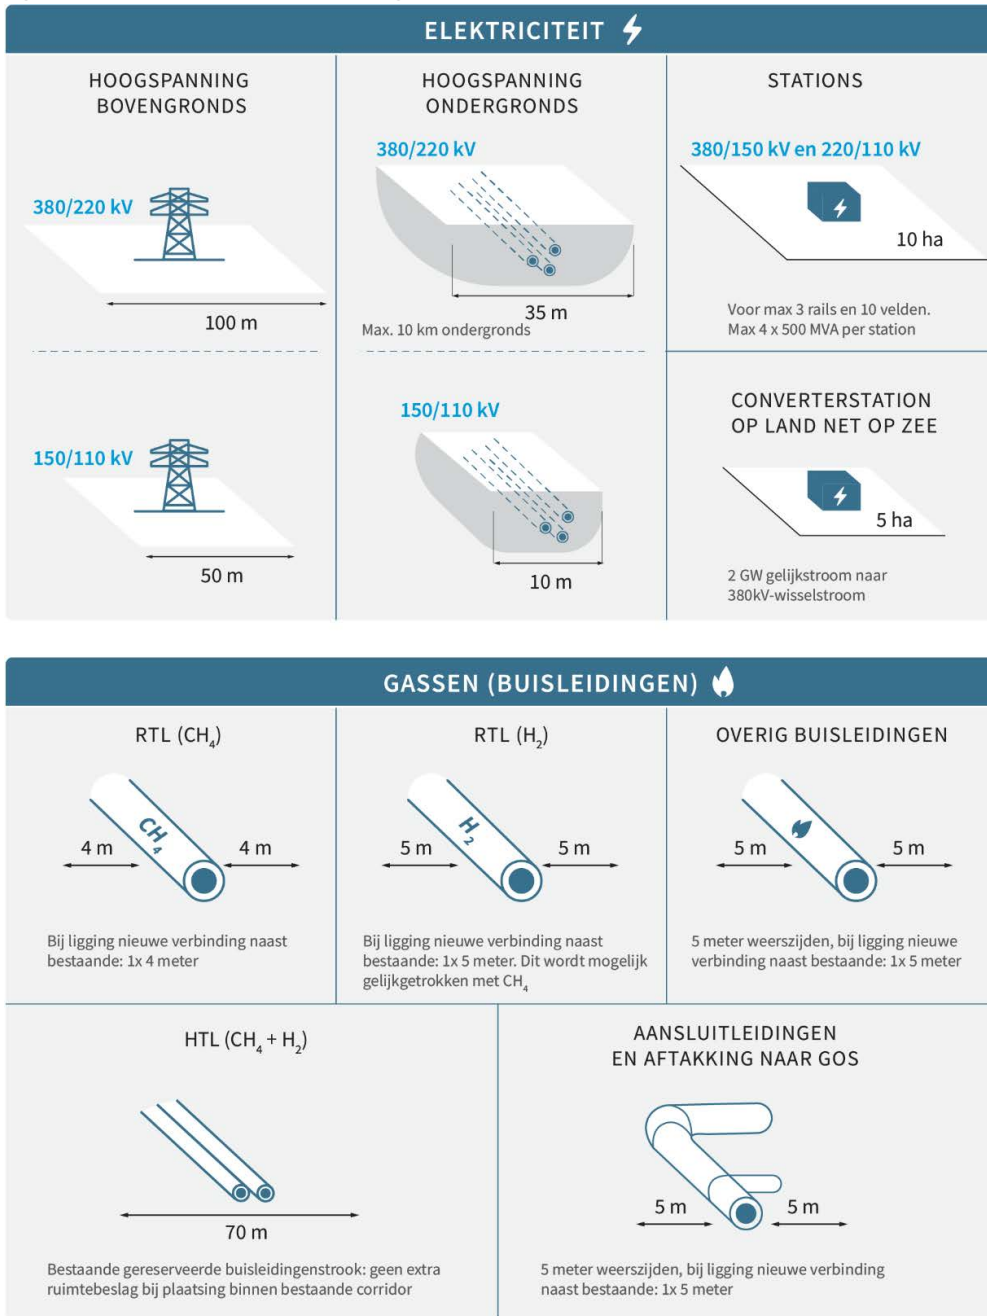 ELEKTRICITEIT
HOOGSPANNING
BOVENGRONDS
380/220 kV
100 m
150/110 kV
50 m
HOOGSPANNING
ONDERGRONDS
380/220 kV
35 m
Max. 10 km ondergronds
150/110 kV
10 m
STATIONS
380/150 kV en 220/110 kV
10 ha
Voor max 3 rails en 10 velden.
Max 4 x 500 MVA per station
CONVERTERSTATION
OP LAND NET OP ZEE
5 ha
2 GW gelijkstroom naar
380kV-wisselstroom
GASSEN (BUISLEIDINGEN)
RTL (CH₄)
CH₄
4 m
4 m
Bij ligging nieuwe verbinding naast
bestaande: 1x 4 meter
RTL (H₂)
H₂
5 m
5 m
Bij ligging nieuwe verbinding naast
bestaande: 1x 5 meter. Dit wordt mogelijk
gelijkgetrokken met CH₄
OVERIG BUISLEIDINGEN
5 m
5 m
5 meter weerszijden, bij ligging nieuwe
verbinding naast bestaande: 1x 5 meter
HTL (CH₄ + H₂)
70 m
Bestaande gereserveerde buisleidingenstrook: geen extra
ruimtebeslag bij plaatsing binnen bestaande corridor
AANSLUITLEIDINGEN
EN AFTAKKING NAAR GOS
5 m
5 m
5 meter weerszijden, bij ligging nieuwe verbinding
naast bestaande: 1x 5 meter